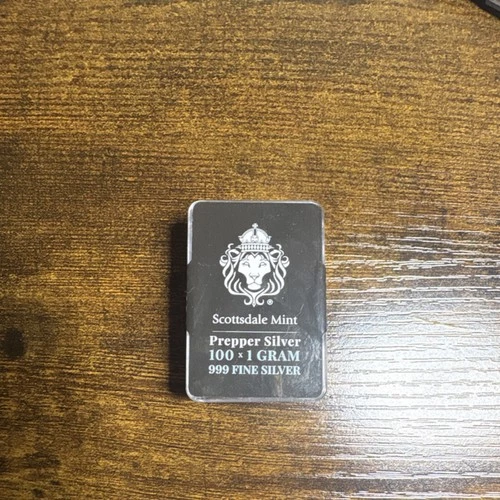 ®
Scottsdale Mint
Prepper Silver
100 x 1 GRAM
999 FINE SILVER